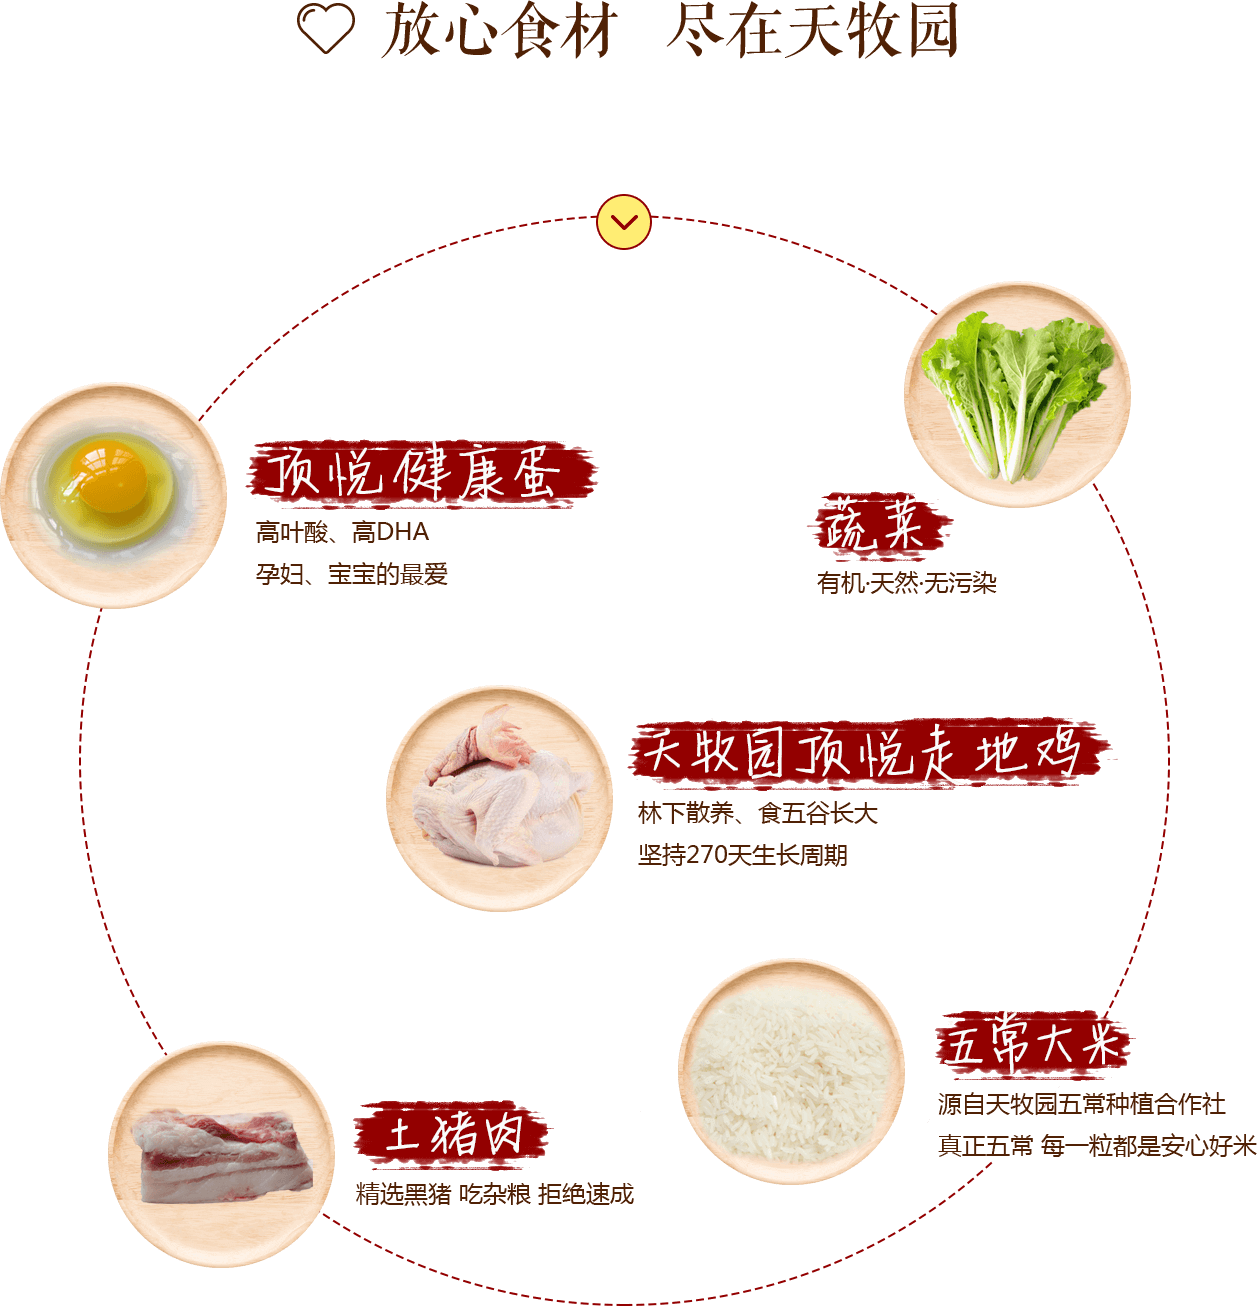 放心食材 尽在天牧园
顶悦健康蛋
高叶酸、高DHA
孕妇、宝宝的最爱
蔬菜
有机·天然·无污染
天牧园顶悦走地鸡
林下散养、食五谷长大
坚持270天生长周期
五常大米
源自天牧园五常种植合作社
真正五常 每一粒都是安心好米
土猪肉
精选黑猪 吃杂粮 拒绝速成